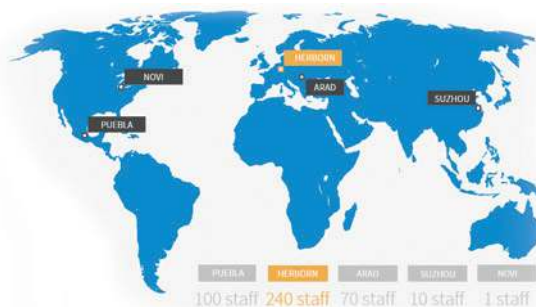 HERBORN
NOVI
ARAD
SUZHOU
PUEBLA
PUEBLA HERBORN ARAD SUZHOU NOVI
100 staff 240 staff 70 staff 10 staff 1 staff